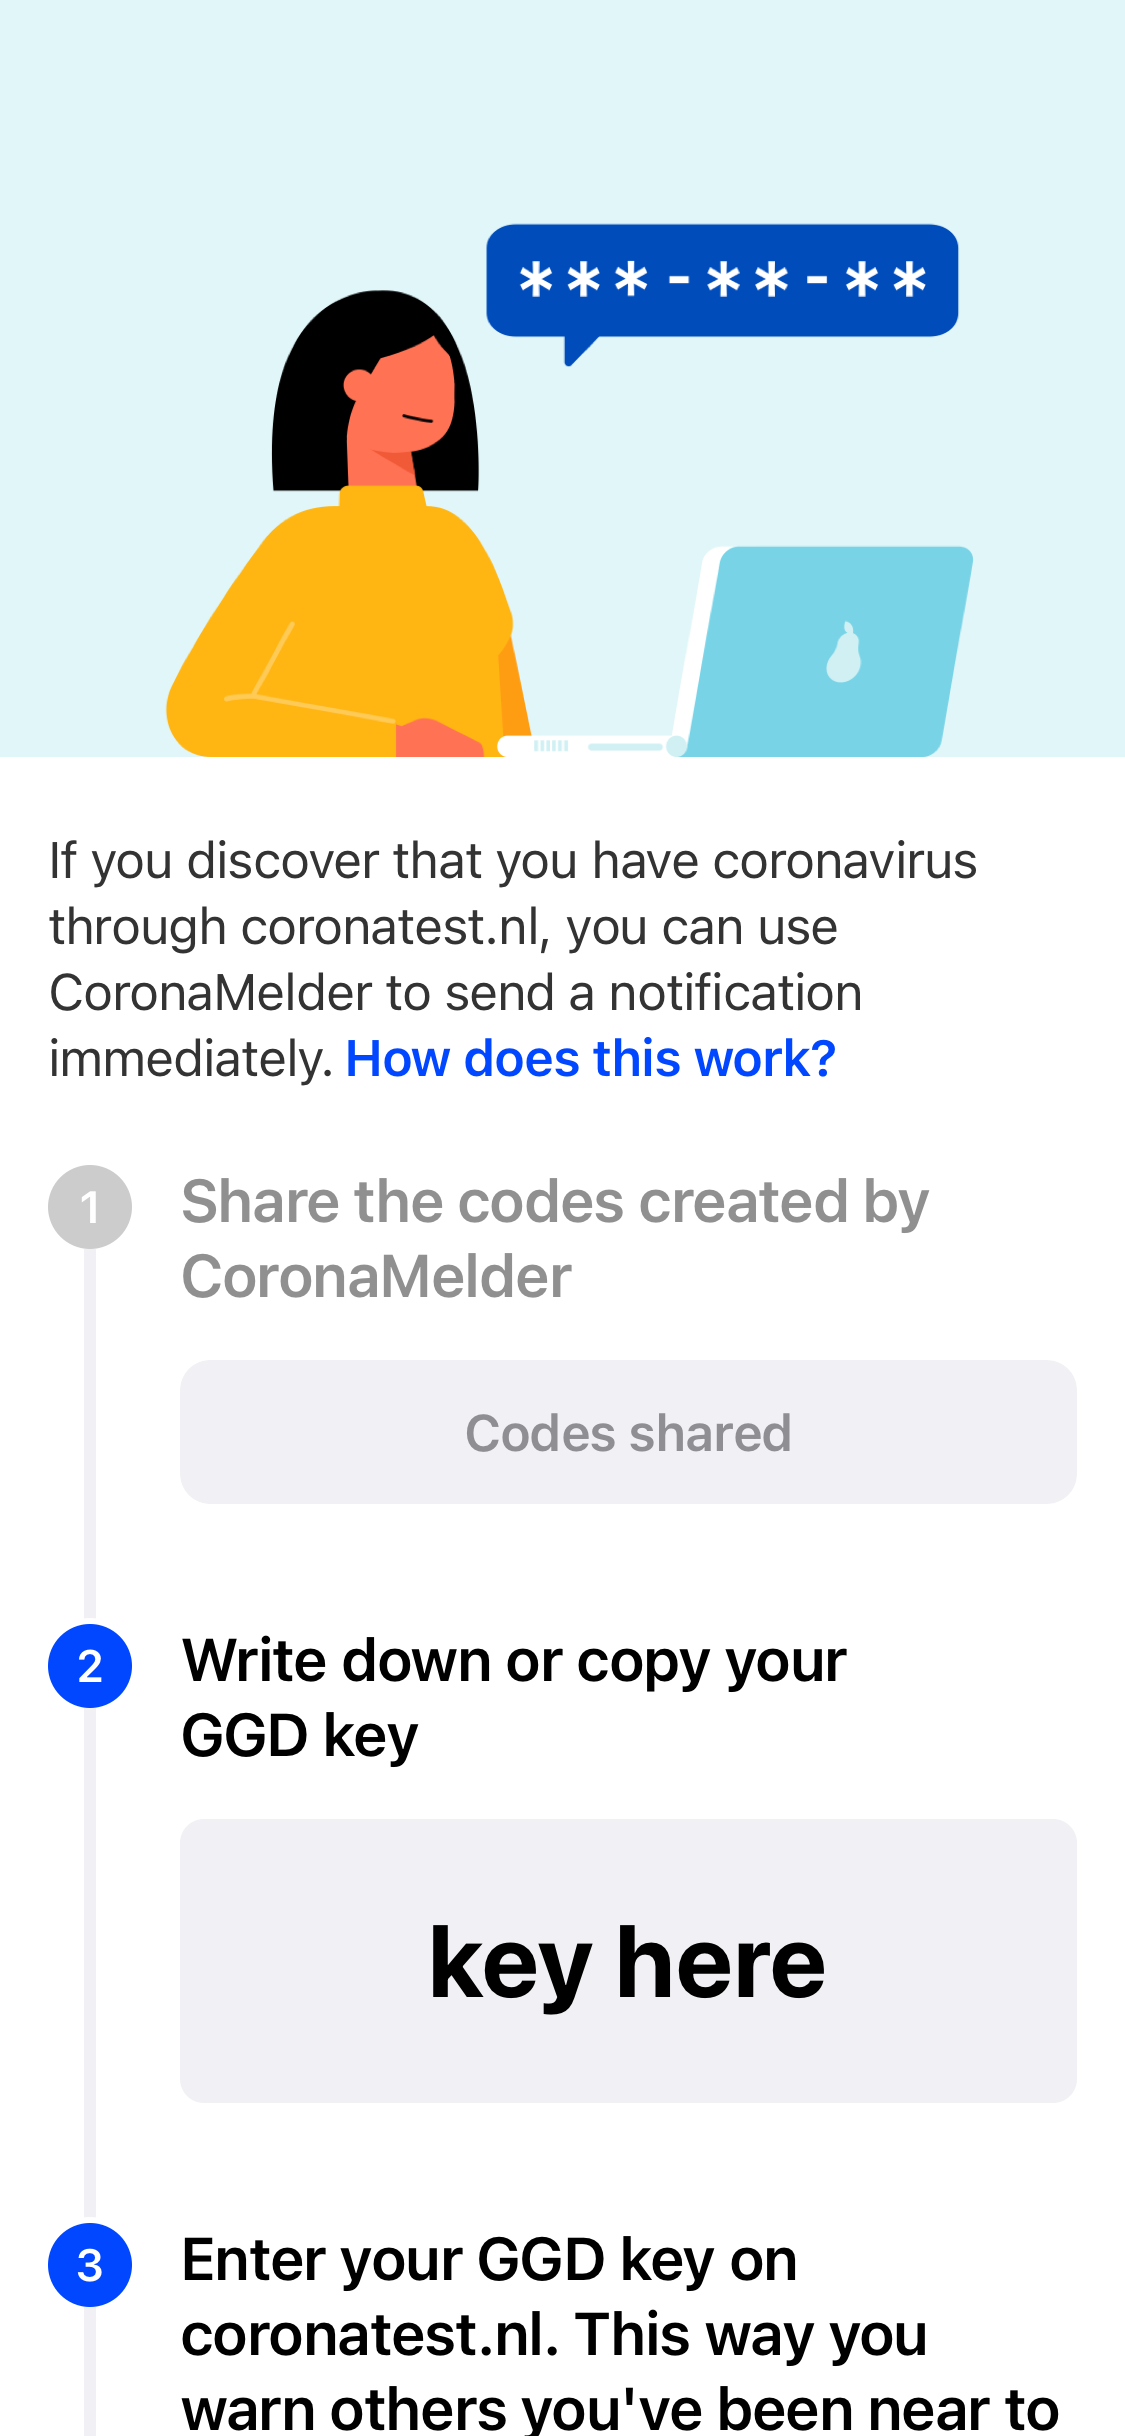 ***-**-**
If you discover that you have coronavirus
through coronatest.nl, you can use
CoronaMelder to send a notification
immediately. How does this work?
1
Share the codes created by
CoronaMelder
Codes shared
2
Write down or copy your
GGD key
key here
3
Enter your GGD key on
coronatest.nl. This way you
warn others you've been near to